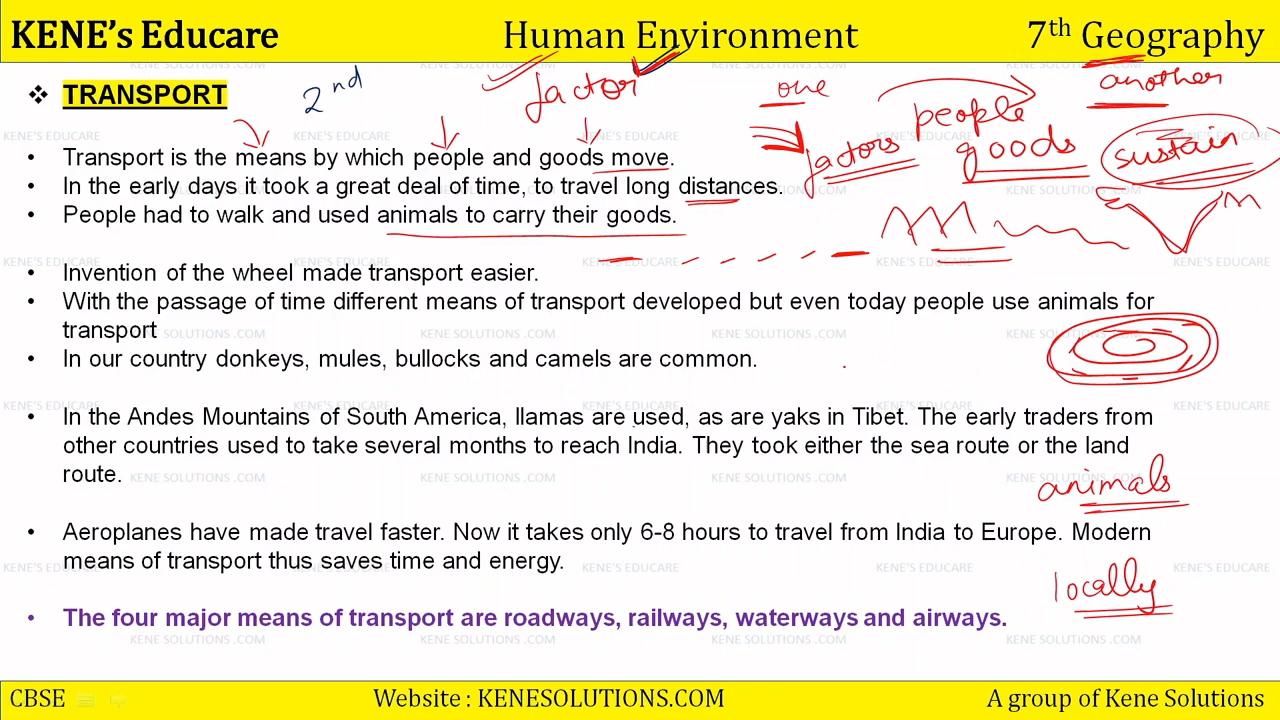 KENE's Educare Human Environment 7th Geography
❖ TRANSPORT
2nd
factor
one
another
people
factors
goods
sustain
• Transport is the means by which people and goods move.
• In the early days it took a great deal of time, to travel long distances.
• People had to walk and used animals to carry their goods.
• Invention of the wheel made transport easier.
• With the passage of time different means of transport developed but even today people use animals for
transport
• In our country donkeys, mules, bullocks and camels are common.
• In the Andes Mountains of South America, llamas are used, as are yaks in Tibet. The early traders from
other countries used to take several months to reach India. They took either the sea route or the land
route.
animals
• Aeroplanes have made travel faster. Now it takes only 6-8 hours to travel from India to Europe. Modern
means of transport thus saves time and energy.
locally
• The four major means of transport are roadways, railways, waterways and airways.
CBSE Website : KENESOLUTIONS.COM A group of Kene Solutions